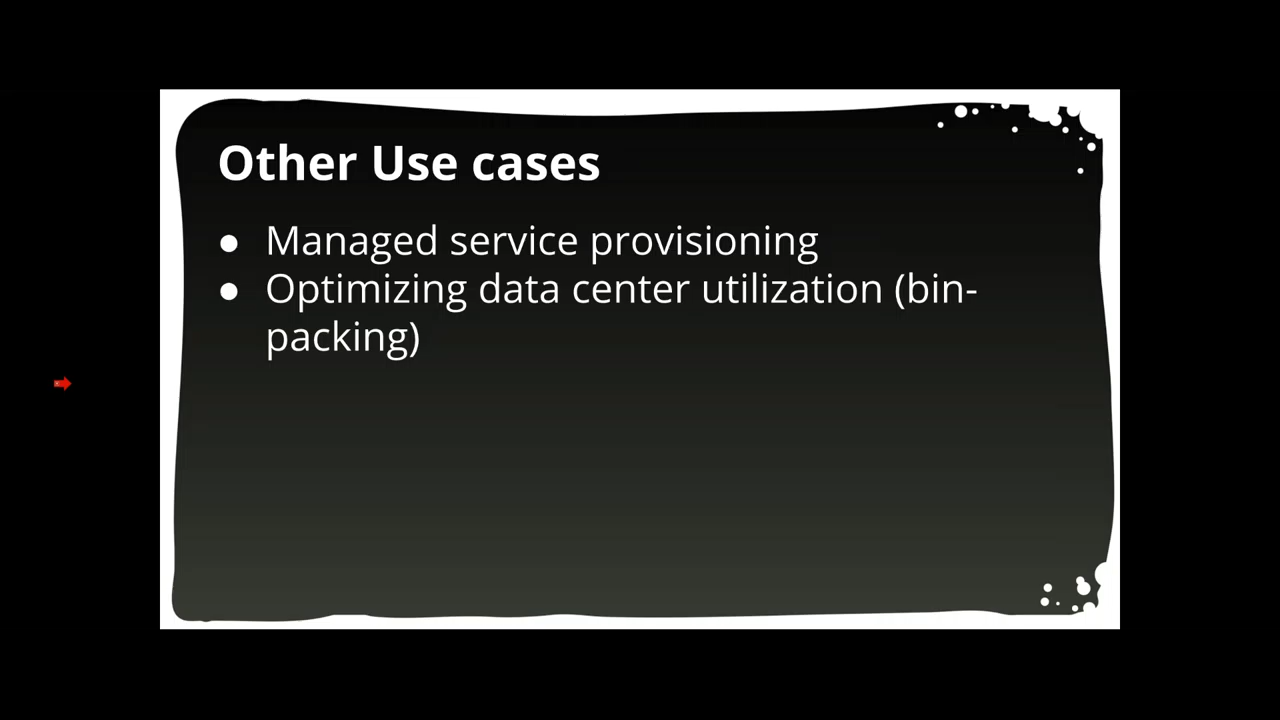 Other Use cases
● Managed service provisioning
● Optimizing data center utilization (bin-
packing)